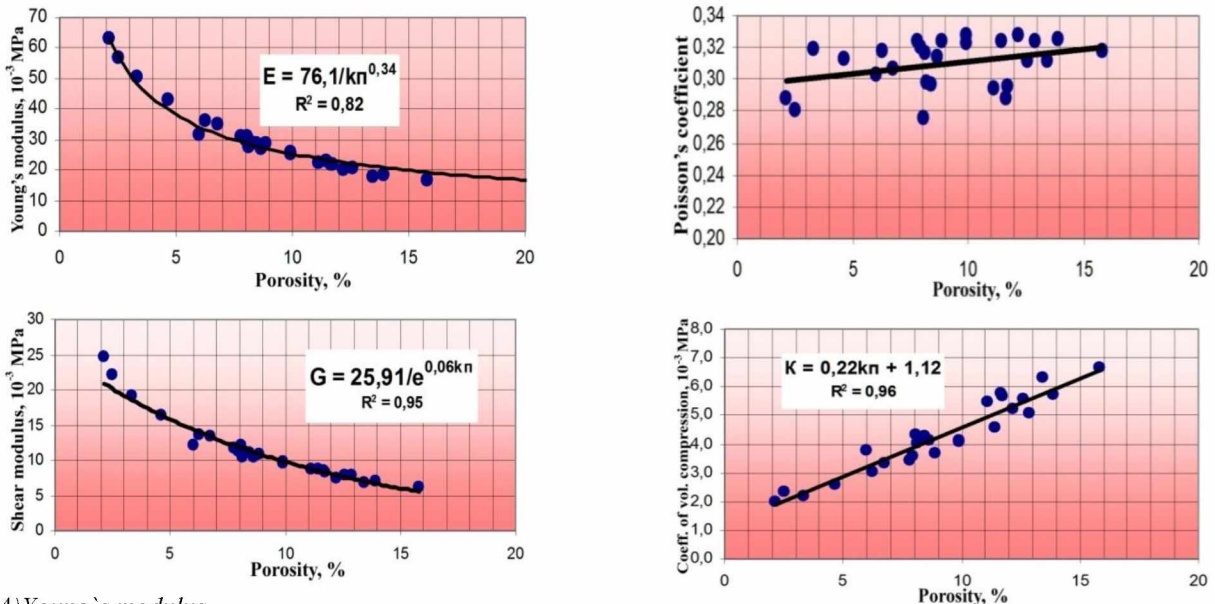 70
60
50
40
30
20
10
0
Young's modulus, 10⁻³ MPa
E = 76,1/kп^0,34
R² = 0,82
0 5 10 15 20
Porosity, %
0,34
0,32
0,30
0,28
0,26
0,24
0,22
0,20
Poisson's coefficient
0 5 10 15 20
Porosity, %
30
25
20
15
10
5
0
Shear modulus, 10⁻³ MPa
G = 25,91/e^0,06kп
R² = 0,95
0 5 10 15 20
Porosity, %
8,0
7,0
6,0
5,0
4,0
3,0
2,0
1,0
0,0
Coeff. of vol. compression, 10⁻³ MPa
K = 0,22kп + 1,12
R² = 0,96
0 5 10 15 20
Porosity, %
4) Young`s modulus